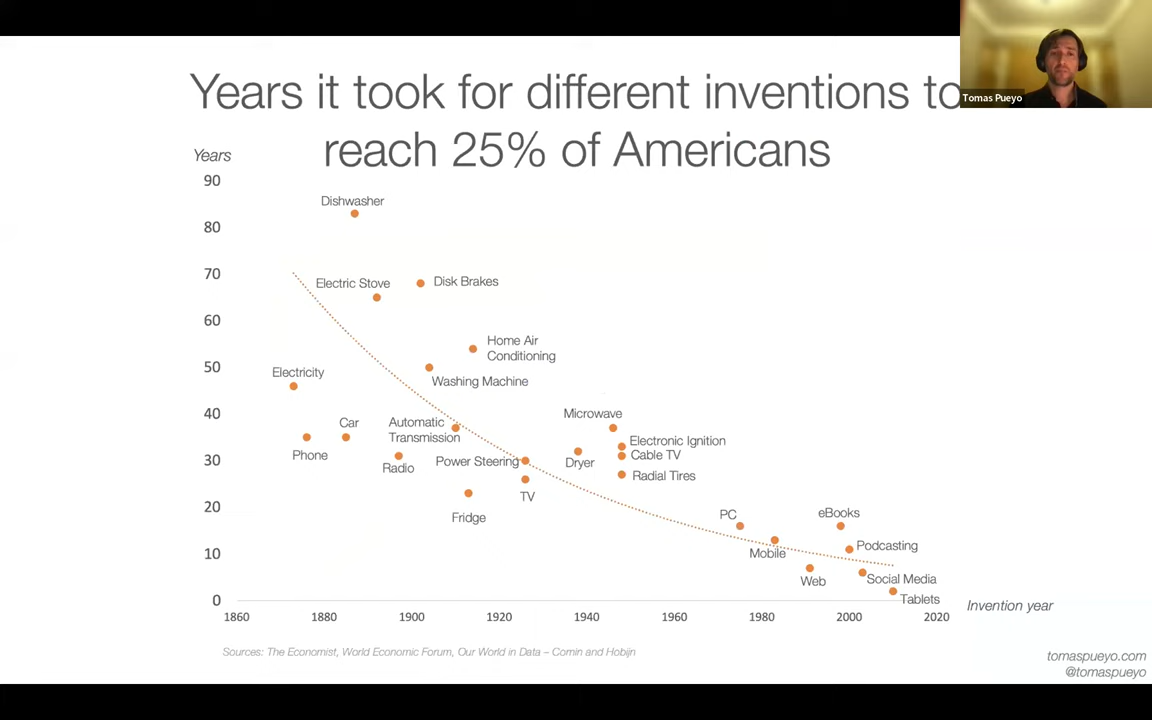 Years it took for different inventions to
reach 25% of Americans
Tomas Pueyo
Years
90
80
70
60
50
40
30
20
10
0
Dishwasher
Electric Stove
Disk Brakes
Home Air
Conditioning
Electricity
Washing Machine
Car
Automatic
Transmission
Microwave
Phone
Radio
Power Steering
Dryer
Electronic Ignition
Cable TV
Radial Tires
TV
Fridge
PC
eBooks
Mobile
Podcasting
Web
Social Media
Tablets
1860
1880
1900
1920
1940
1960
1980
2000
2020
Invention year
Sources: The Economist, World Economic Forum, Our World in Data – Comin and Hobijn
tomaspueyo.com
@tomaspueyo